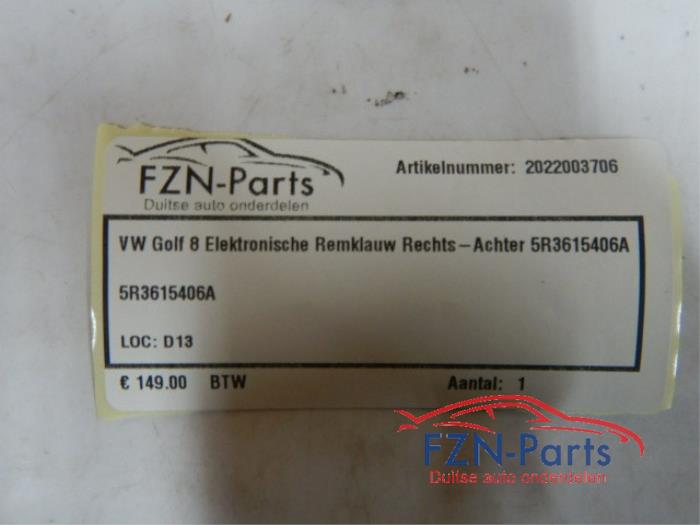 Artikelnummer: 2022003706
FZN-Parts
Duitse auto onderdelen
VW Golf 8 Elektronische Remklauw Rechts-Achter 5R3615406A
5R3615406A
LOC: D13
€ 149.00 BTW Aantal: 1
FZN-Parts
Duitse auto onderdelen